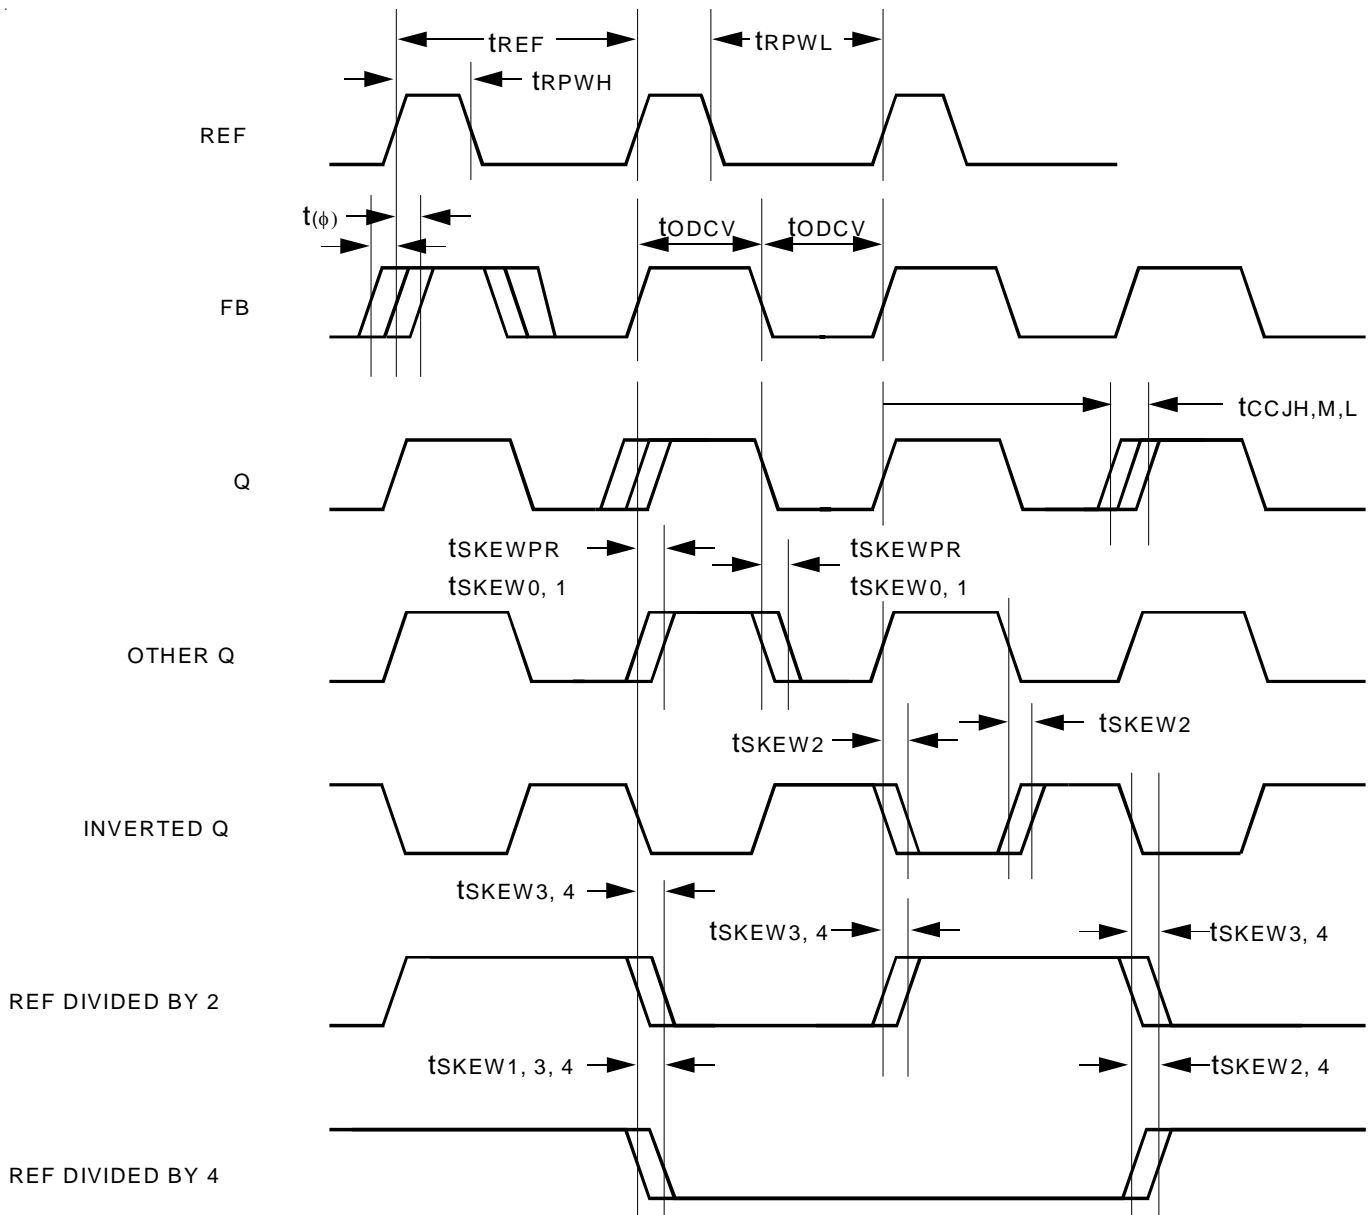 tREF
tRPWL
tRPWH
REF
t(ϕ)
tODCV
tODCV
FB
tCCJH,M,L
Q
tSKEWPR
tSKEW0, 1
tSKEWPR
tSKEW0, 1
OTHER Q
tSKEW2
tSKEW2
INVERTED Q
tSKEW3, 4
tSKEW3, 4
tSKEW3, 4
REF DIVIDED BY 2
tSKEW1, 3, 4
tSKEW2, 4
REF DIVIDED BY 4